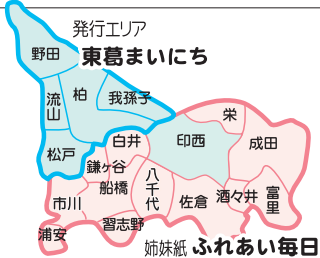 発行エリア
東葛まいにち
野田
流山
柏
我孫子
松戸
栄
白井
印西
成田
鎌ヶ谷
船橋
八千代
佐倉
酒々井
富里
市川
習志野
浦安
姉妹紙 ふれあい毎日